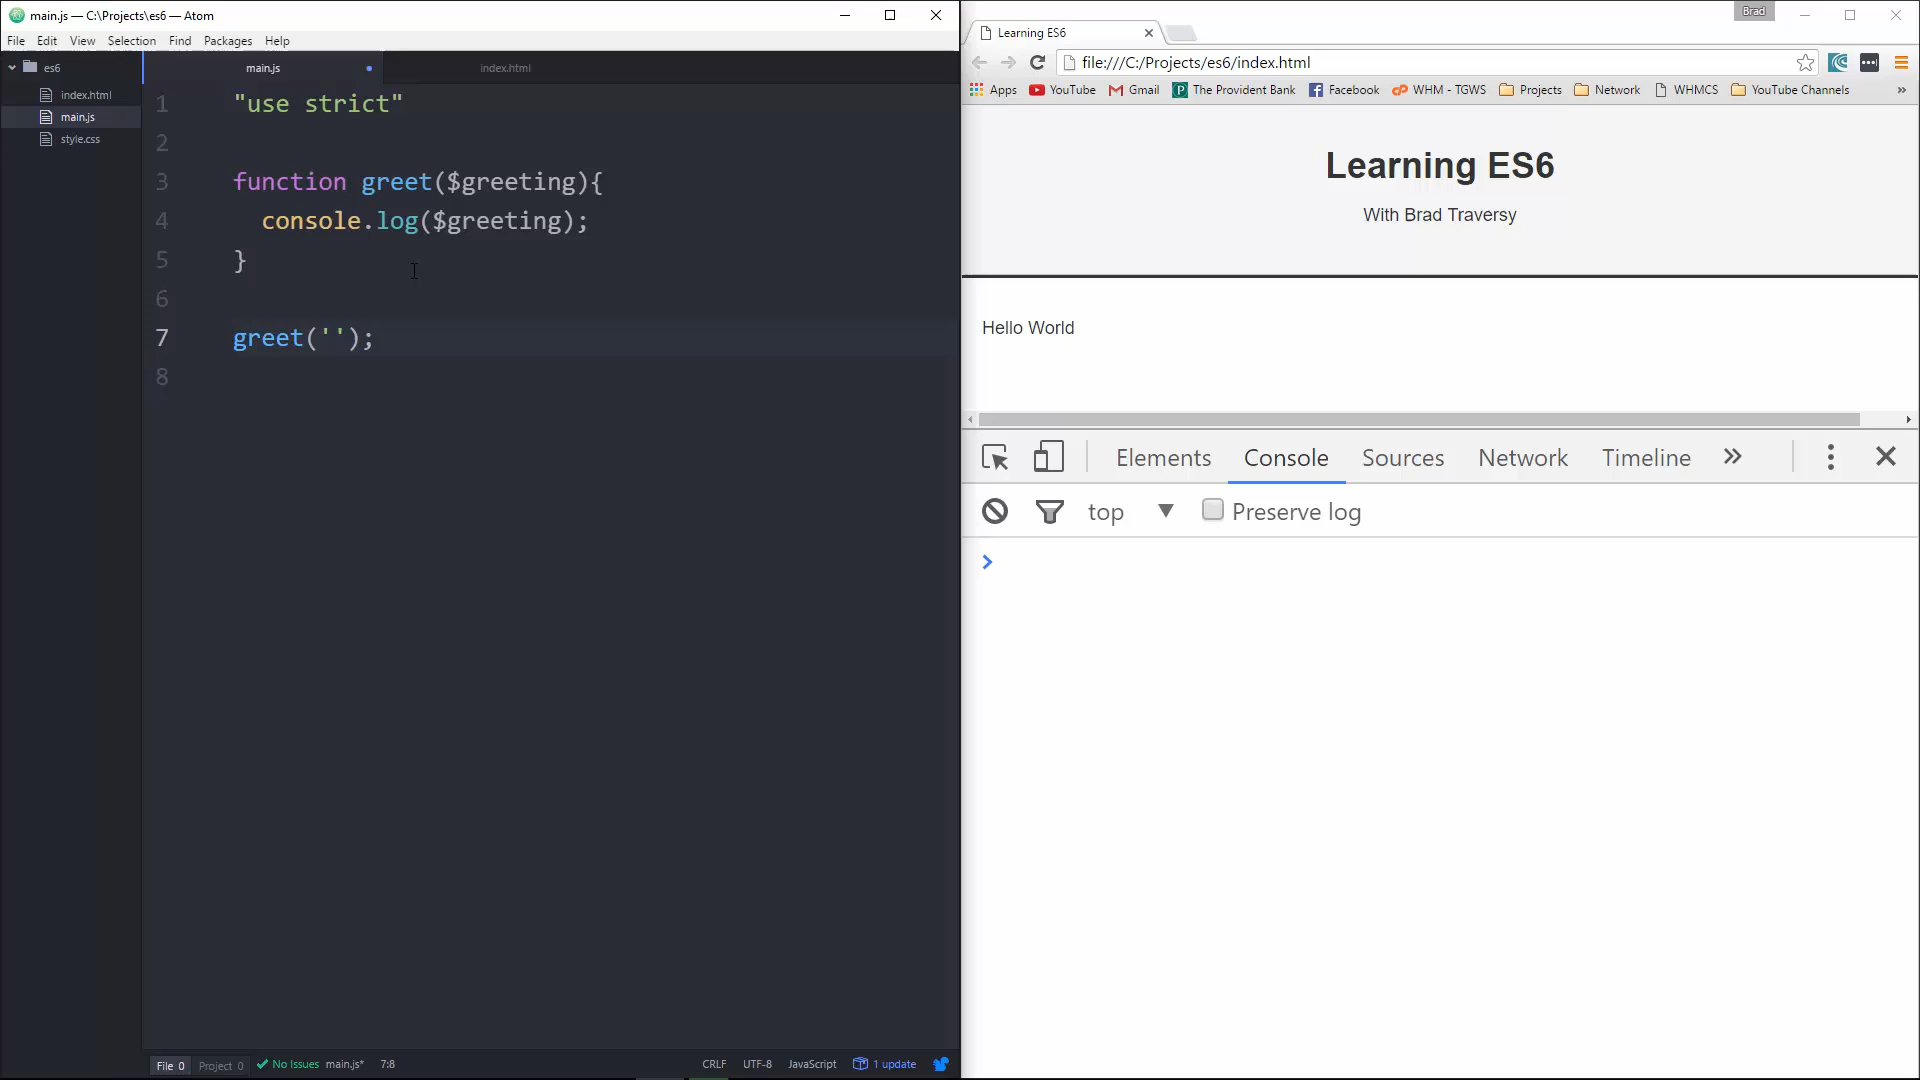 main.js — C:\Projects\es6 — Atom
File Edit View Selection Find Packages Help
es6
index.html
main.js
style.css
main.js
index.html
1 "use strict"
2
3 function greet($greeting){
4 console.log($greeting);
5 }
6
7 greet('');
8
File 0 Project 0 No Issues main.js* 7:8 CRLF UTF-8 JavaScript 1 update
Brad
Learning ES6
file:///C:/Projects/es6/index.html
Apps YouTube Gmail The Provident Bank Facebook WHM - TGWS Projects Network WHMCS YouTube Channels »
Learning ES6
With Brad Traversy
Hello World
Elements Console Sources Network Timeline »
top Preserve log
>